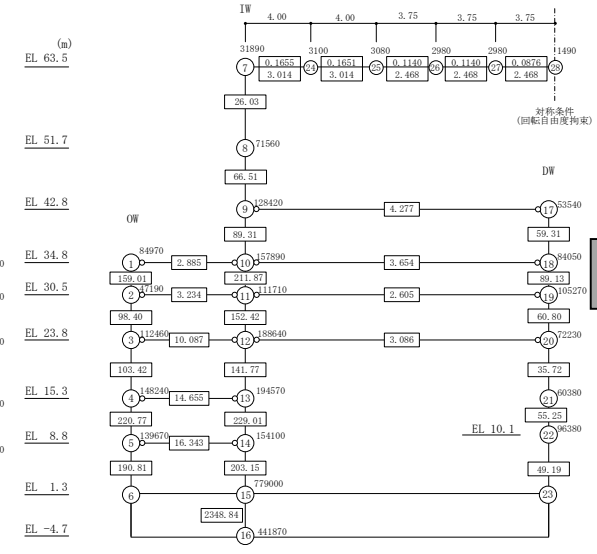 IW
4.00 4.00 3.75 3.75 3.75
(m)
EL 63.5
31890 3100 3080 2980 2980 1490
7 0.1655 24 0.1651 25 0.1140 26 0.1140 27 0.0876 28
3.014 3.014 2.468 2.468 2.468
26.03
対称条件
(回転自由度拘束)
EL 51.7
8 71560
66.51
DW
EL 42.8
9 128420 4.277 17 53540
OW
89.31 59.31
EL 34.8
1 84970 2.885 10 157890 3.654 18 84050
159.01 211.87 89.13
EL 30.5
2 47190 3.234 11 111710 2.605 19 105270
98.40 152.42 60.80
EL 23.8
3 112460 10.087 12 188640 3.086 20 72230
103.42 141.77 35.72
EL 15.3
4 148240 14.655 13 194570 21 60380
220.77 229.01 55.25
EL 8.8
5 139670 16.343 14 154100
EL 10.1 22 96380
190.81 203.15 49.19
EL 1.3
6 15 779000 23
2348.84
EL -4.7
16 441870